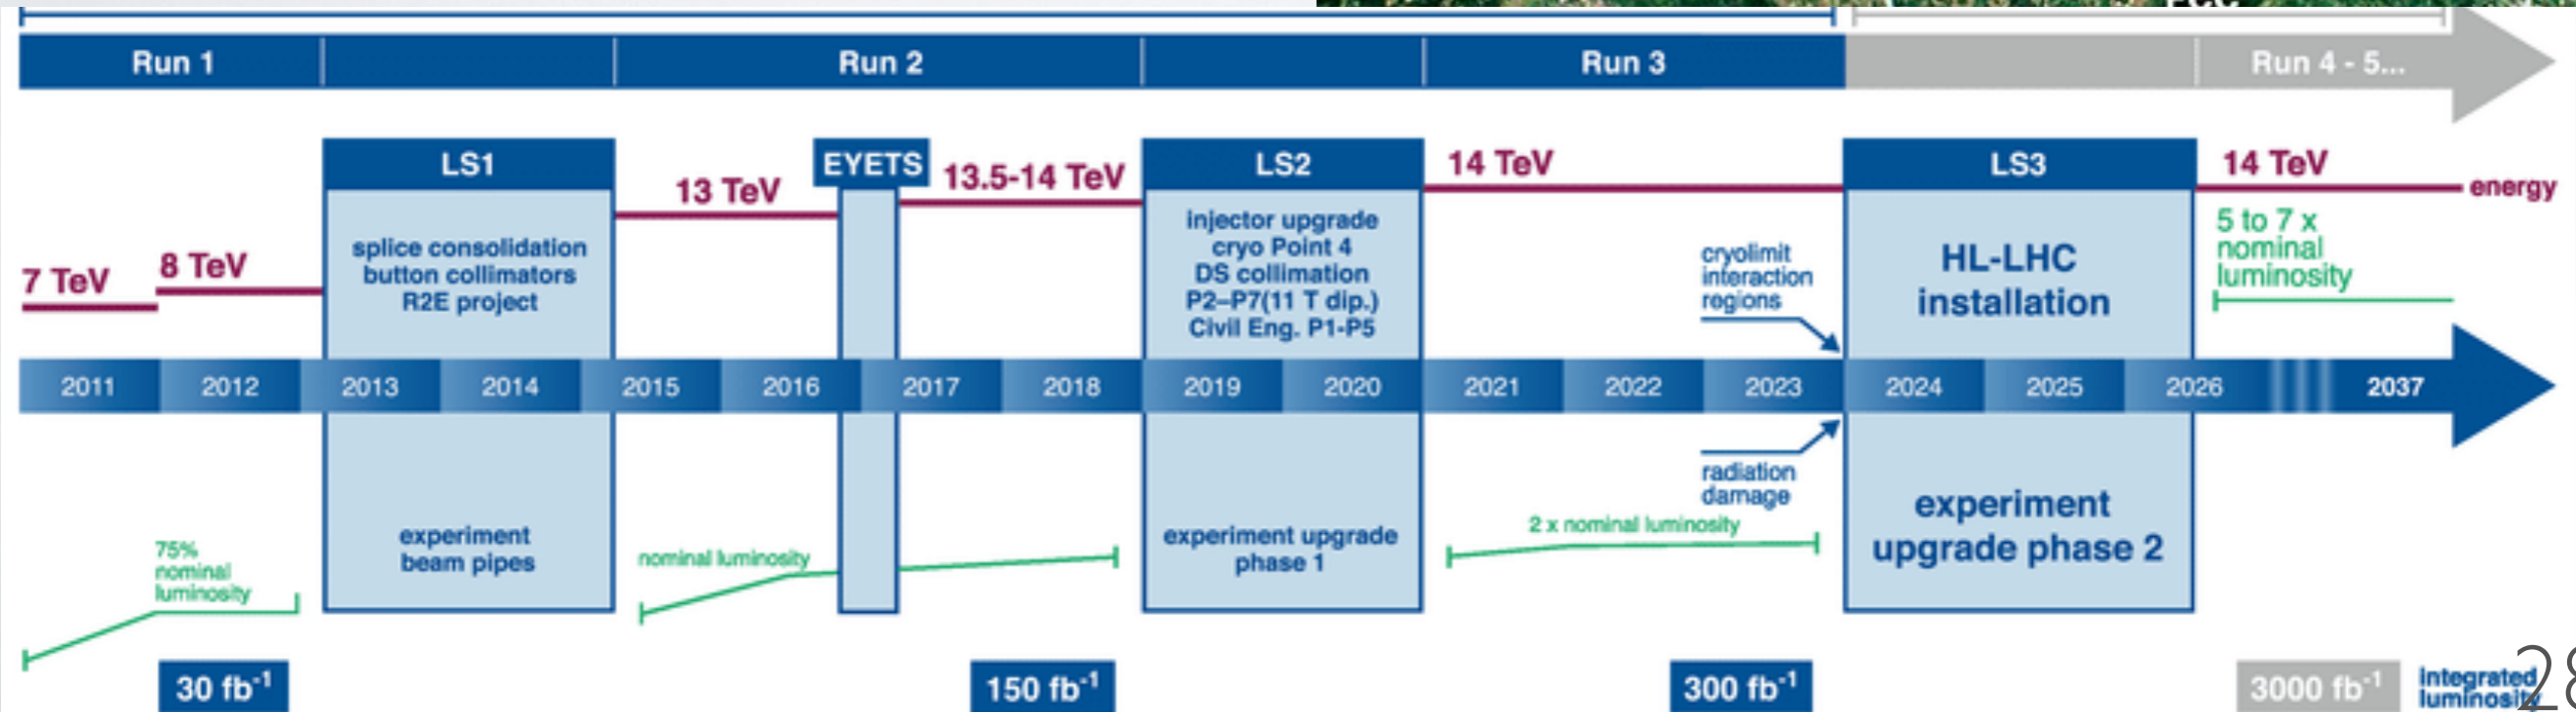 FCC
Run 1
Run 2
Run 3
Run 4 - 5...
LS1
EYETS
LS2
LS3
14 TeV
14 TeV
13.5-14 TeV
13 TeV
energy
7 TeV
8 TeV
splice consolidation
button collimators
R2E project
injector upgrade
cryo Point 4
DS collimation
P2–P7(11 T dip.)
Civil Eng. P1-P5
cryolimit
interaction
regions
HL-LHC
installation
5 to 7 x
nominal
luminosity
2011
2012
2013
2014
2015
2016
2017
2018
2019
2020
2021
2022
2023
2024
2025
2026
2037
radiation
damage
75%
nominal
luminosity
experiment
beam pipes
nominal luminosity
experiment upgrade
phase 1
2 x nominal luminosity
experiment
upgrade phase 2
30 fb⁻¹
150 fb⁻¹
300 fb⁻¹
3000 fb⁻¹
integrated
luminosity
28